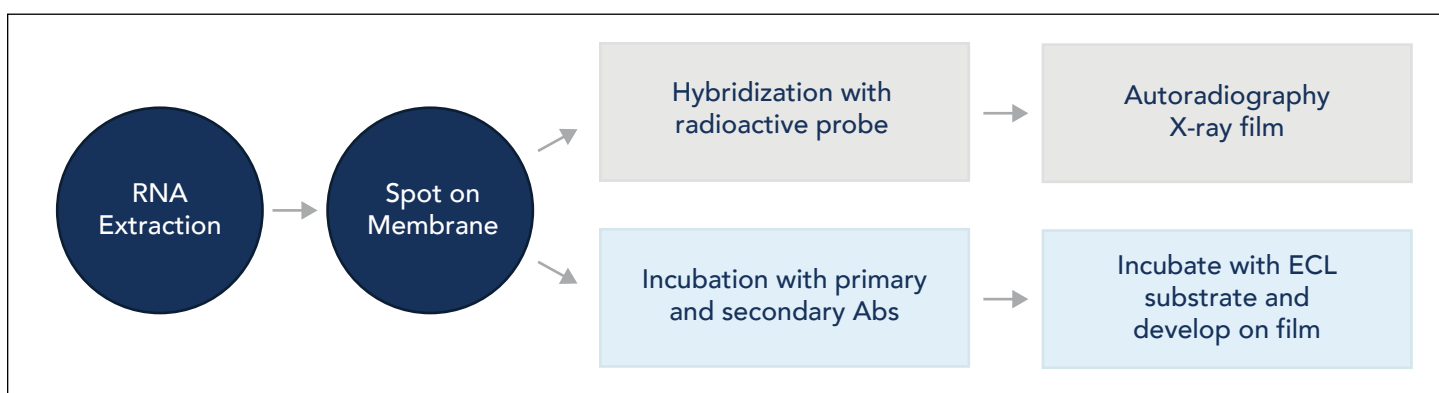 RNA
Extraction
Spot on
Membrane
Hybridization with
radioactive probe
Autoradiography
X-ray film
Incubation with primary
and secondary Abs
Incubate with ECL
substrate and
develop on film